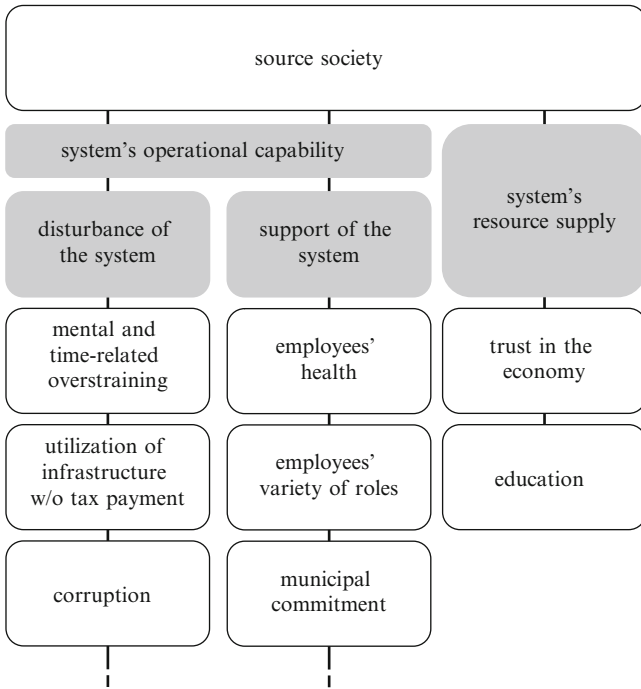 source society
system's operational capability
system's
resource supply
disturbance of
the system
support of the
system
mental and
time-related
overstraining
employees'
health
trust in the
economy
utilization of
infrastructure
w/o tax payment
employees'
variety of roles
education
corruption
municipal
commitment